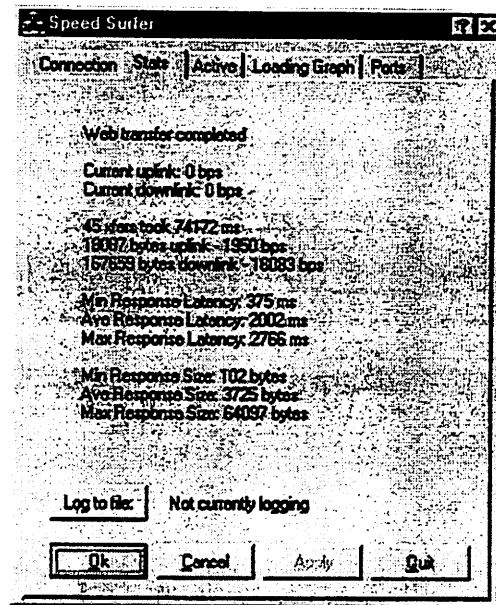 Speed Surfer
Connection Stats Active Loading Graph Ports
Web transfer completed
Current uplink: 0 bps
Current downlink: 0 bps
45 xfers took 74172 ms
18087 bytes uplink - 1950 bps
167659 bytes downlink - 18083 bps
Min Response Latency: 375 ms
Ave Response Latency: 2002 ms
Max Response Latency: 2766 ms
Min Response Size: 102 bytes
Ave Response Size: 3725 bytes
Max Response Size: 64097 bytes
Log to file: Not currently logging
Ok Cancel Apply Quit